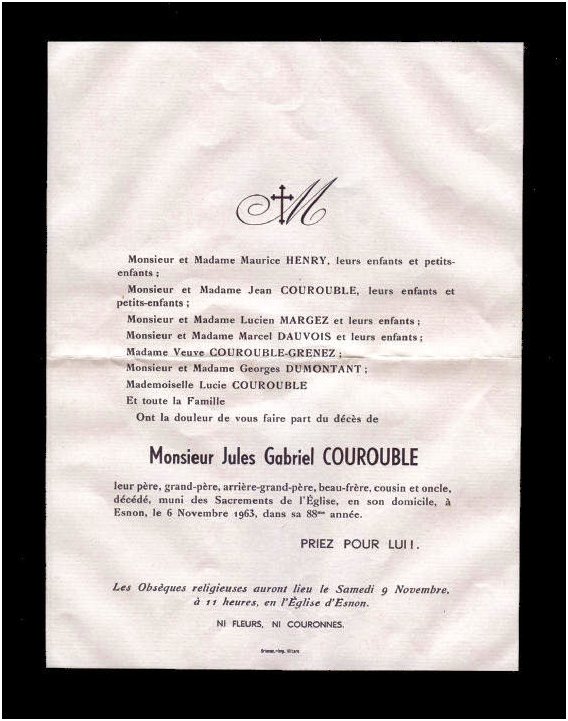 M
Monsieur et Madame Maurice HENRY, leurs enfants et petits-
enfants ;
Monsieur et Madame Jean COUROUBLE, leurs enfants et
petits-enfants ;
Monsieur et Madame Lucien MARGEZ et leurs enfants ;
Monsieur et Madame Marcel DAUVOIS et leurs enfants ;
Madame Veuve COUROUBLE-GRENEZ ;
Monsieur et Madame Georges DUMONTANT ;
Mademoiselle Lucie COUROUBLE
Et toute la Famille
Ont la douleur de vous faire part du décès de
Monsieur Jules Gabriel COUROUBLE
leur père, grand-père, arrière-grand-père, beau-frère, cousin et oncle,
décédé, muni des Sacrements de l'Église, en son domicile, à
Esnon, le 6 Novembre 1963, dans sa 88me année.
PRIEZ POUR LUI !.
Les Obsèques religieuses auront lieu le Samedi 9 Novembre,
à 11 heures, en l'Église d'Esnon.
NI FLEURS, NI COURONNES.